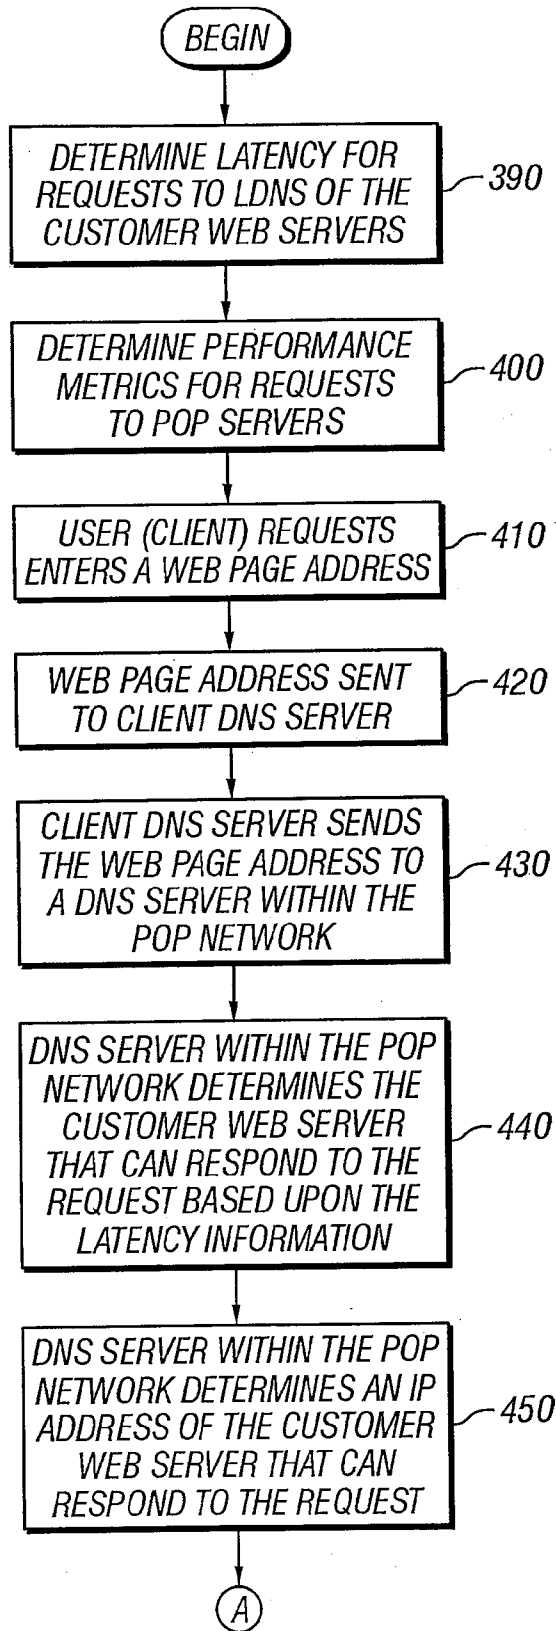 BEGIN
DETERMINE LATENCY FOR
REQUESTS TO LDNS OF THE
CUSTOMER WEB SERVERS
390
DETERMINE PERFORMANCE
METRICS FOR REQUESTS
TO POP SERVERS
400
USER (CLIENT) REQUESTS
ENTERS A WEB PAGE ADDRESS
410
WEB PAGE ADDRESS SENT
TO CLIENT DNS SERVER
420
CLIENT DNS SERVER SENDS
THE WEB PAGE ADDRESS TO
A DNS SERVER WITHIN THE
POP NETWORK
430
DNS SERVER WITHIN THE POP
NETWORK DETERMINES THE
CUSTOMER WEB SERVER
THAT CAN RESPOND TO THE
REQUEST BASED UPON THE
LATENCY INFORMATION
440
DNS SERVER WITHIN THE POP
NETWORK DETERMINES AN IP
ADDRESS OF THE CUSTOMER
WEB SERVER THAT CAN
RESPOND TO THE REQUEST
450
A